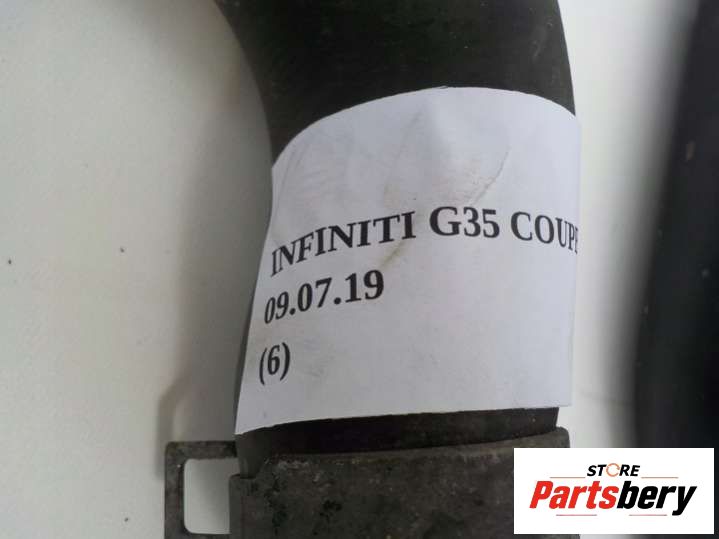 INFINITI G35 COUPE
09.07.19
(6)
STORE
Partsbery